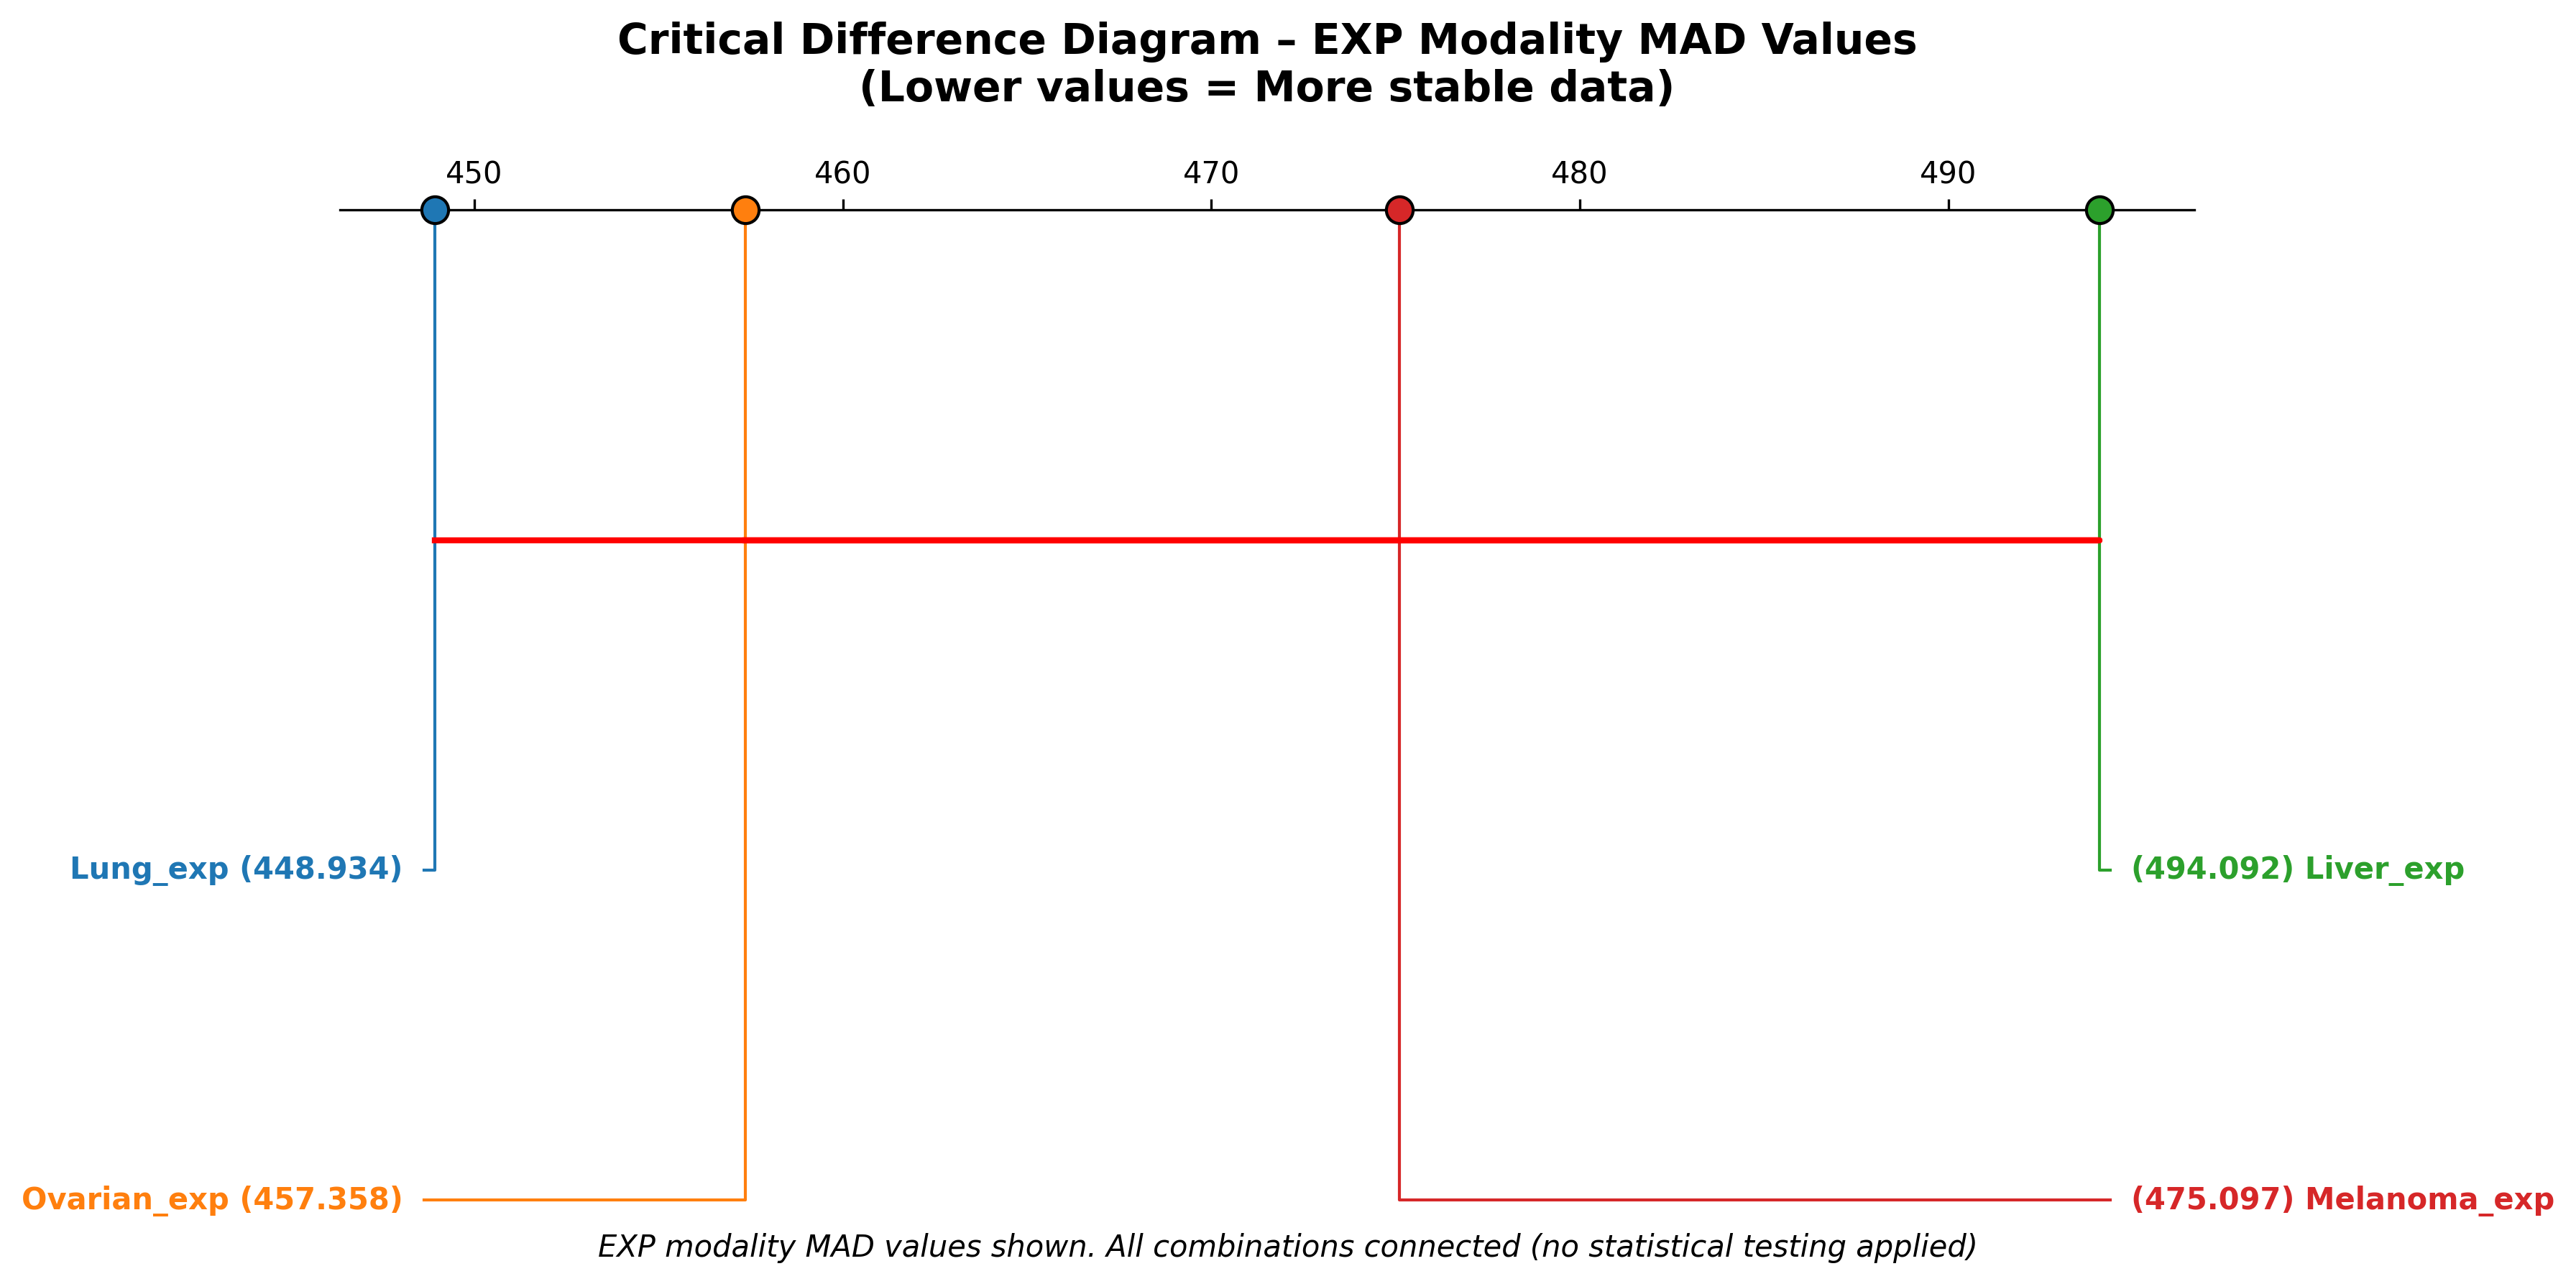 Critical Difference Diagram – EXP Modality MAD Values
(Lower values = More stable data)
450 460 470 480 490
Lung_exp (448.934)
(494.092) Liver_exp
Ovarian_exp (457.358)
(475.097) Melanoma_exp
EXP modality MAD values shown. All combinations connected (no statistical testing applied)